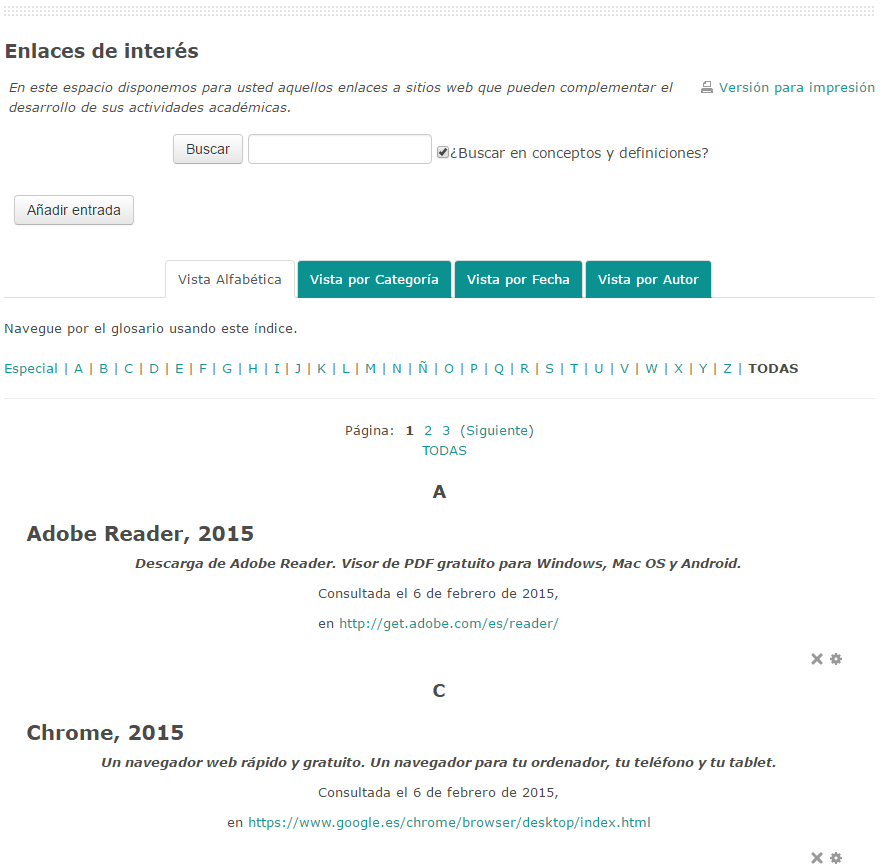 Enlaces de interés
En este espacio disponemos para usted aquellos enlaces a sitios web que pueden complementar el
desarrollo de sus actividades académicas.
Versión para impresión
Buscar ¿Buscar en conceptos y definiciones?
Añadir entrada
Vista Alfabética Vista por Categoría Vista por Fecha Vista por Autor
Navegue por el glosario usando este índice.
Especial | A | B | C | D | E | F | G | H | I | J | K | L | M | N | Ñ | O | P | Q | R | S | T | U | V | W | X | Y | Z | TODAS
Página: 1 2 3 (Siguiente)
TODAS
A
Adobe Reader, 2015
Descarga de Adobe Reader. Visor de PDF gratuito para Windows, Mac OS y Android.
Consultada el 6 de febrero de 2015,
en http://get.adobe.com/es/reader/
C
Chrome, 2015
Un navegador web rápido y gratuito. Un navegador para tu ordenador, tu teléfono y tu tablet.
Consultada el 6 de febrero de 2015,
en https://www.google.es/chrome/browser/desktop/index.html